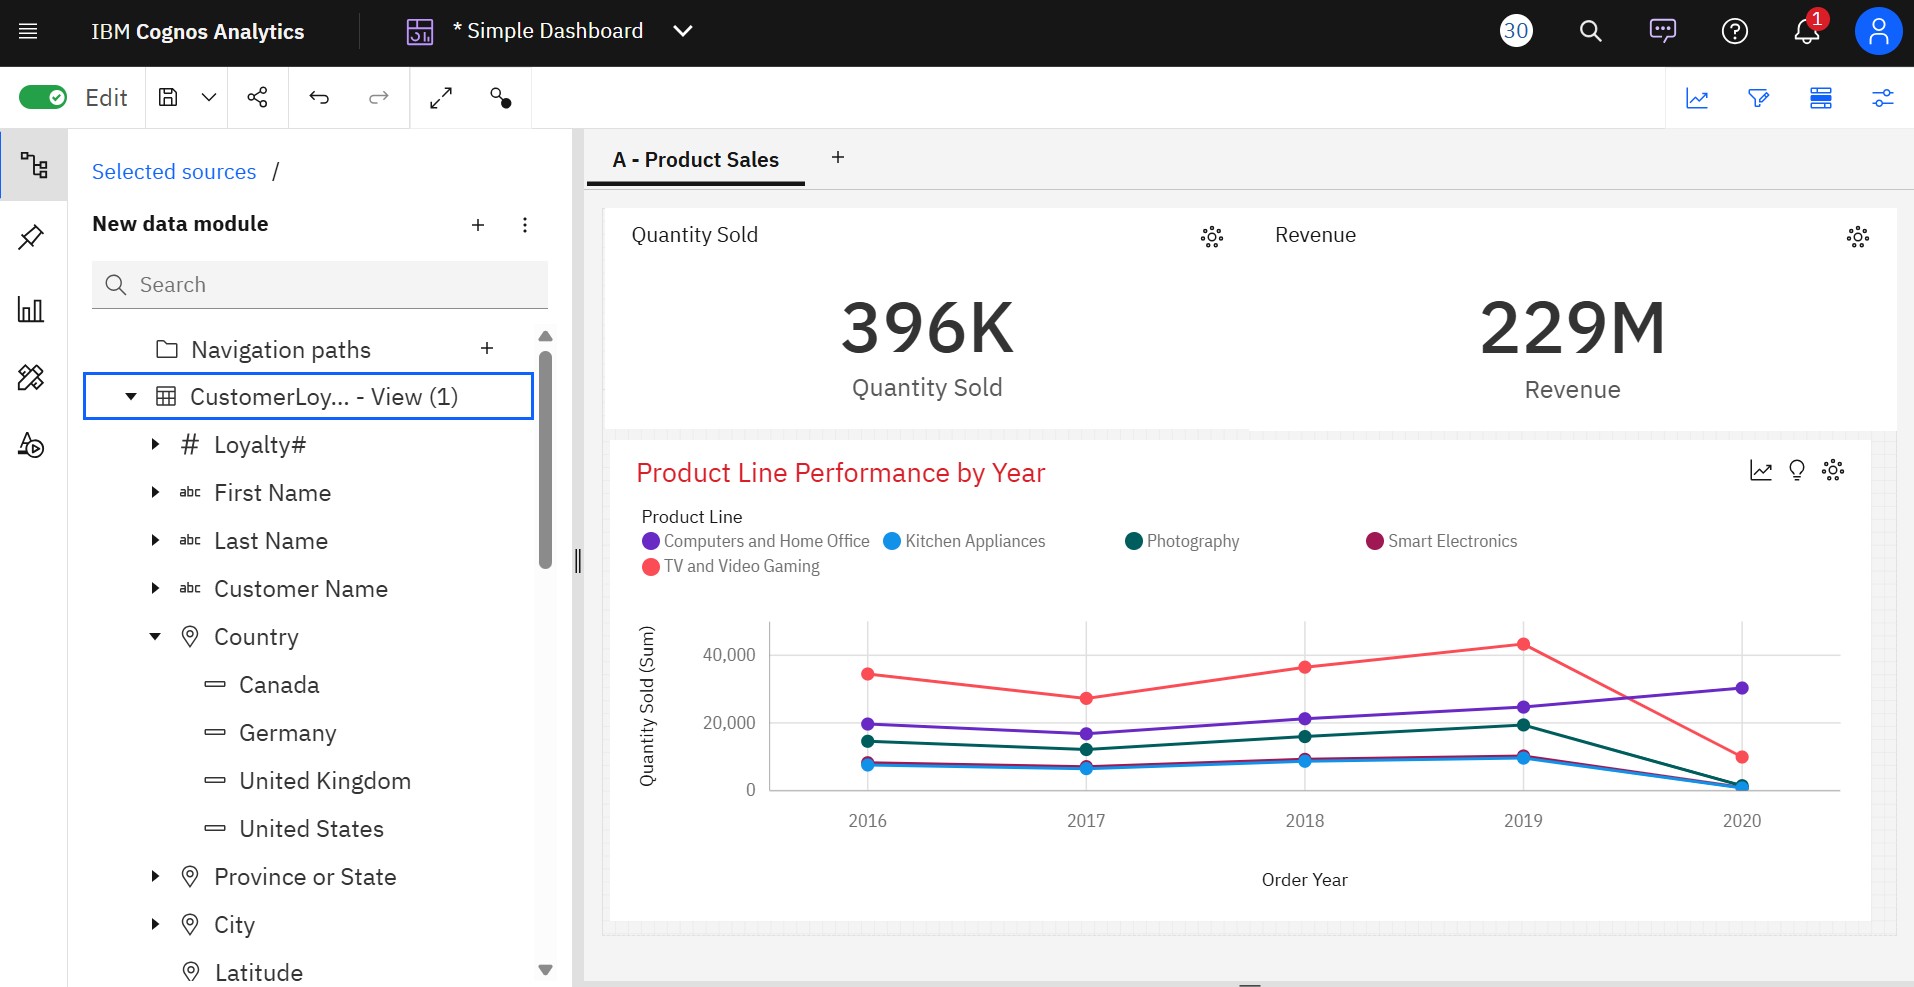 IBM Cognos Analytics
* Simple Dashboard
30
1
Edit
Selected sources /
New data module
Search
Navigation paths
CustomerLoy... - View (1)
# Loyalty#
abc First Name
abc Last Name
abc Customer Name
Country
Canada
Germany
United Kingdom
United States
Province or State
City
Latitude
A - Product Sales
Quantity Sold
396K
Quantity Sold
Revenue
229M
Revenue
Product Line Performance by Year
Product Line
Computers and Home Office Kitchen Appliances Photography Smart Electronics
TV and Video Gaming
Quantity Sold (Sum)
40,000
20,000
0
2016 2017 2018 2019 2020
Order Year